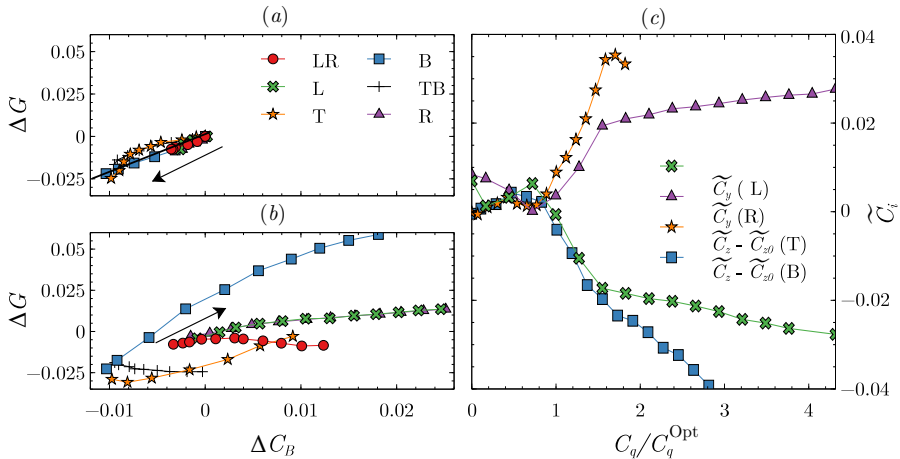 (a)
0.05
0.025
0
−0.025
ΔG
LR
L
T
B
TB
R
(b)
0.05
0.025
0
−0.025
ΔG
−0.01
0
0.01
0.02
ΔC_B
(c)
0.04
0.02
0
−0.02
−0.04
C̃_i
C̃_y ( L)
C̃_y (R)
C̃_z - C̃_z0 (T)
C̃_z - C̃_z0 (B)
0
1
2
3
4
C_q/C_q^Opt